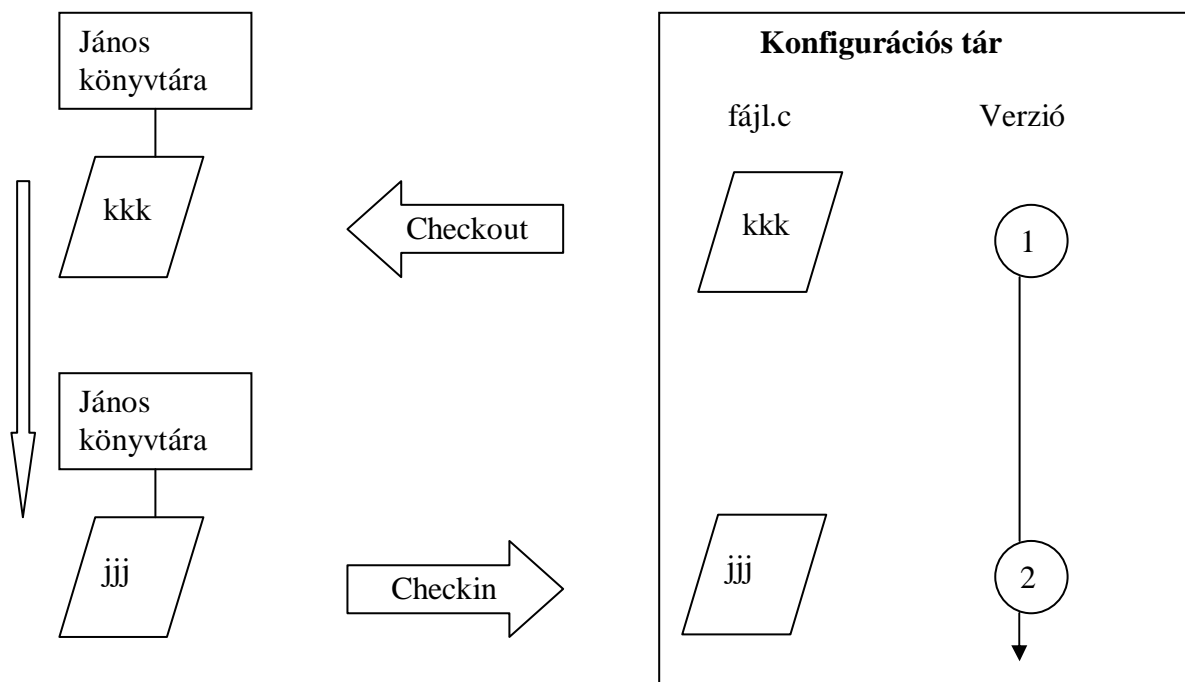 János
könyvtára
Konfigurációs tár
fájl.c
Verzió
kkk
Checkout
kkk
1
János
könyvtára
jjj
Checkin
jjj
2